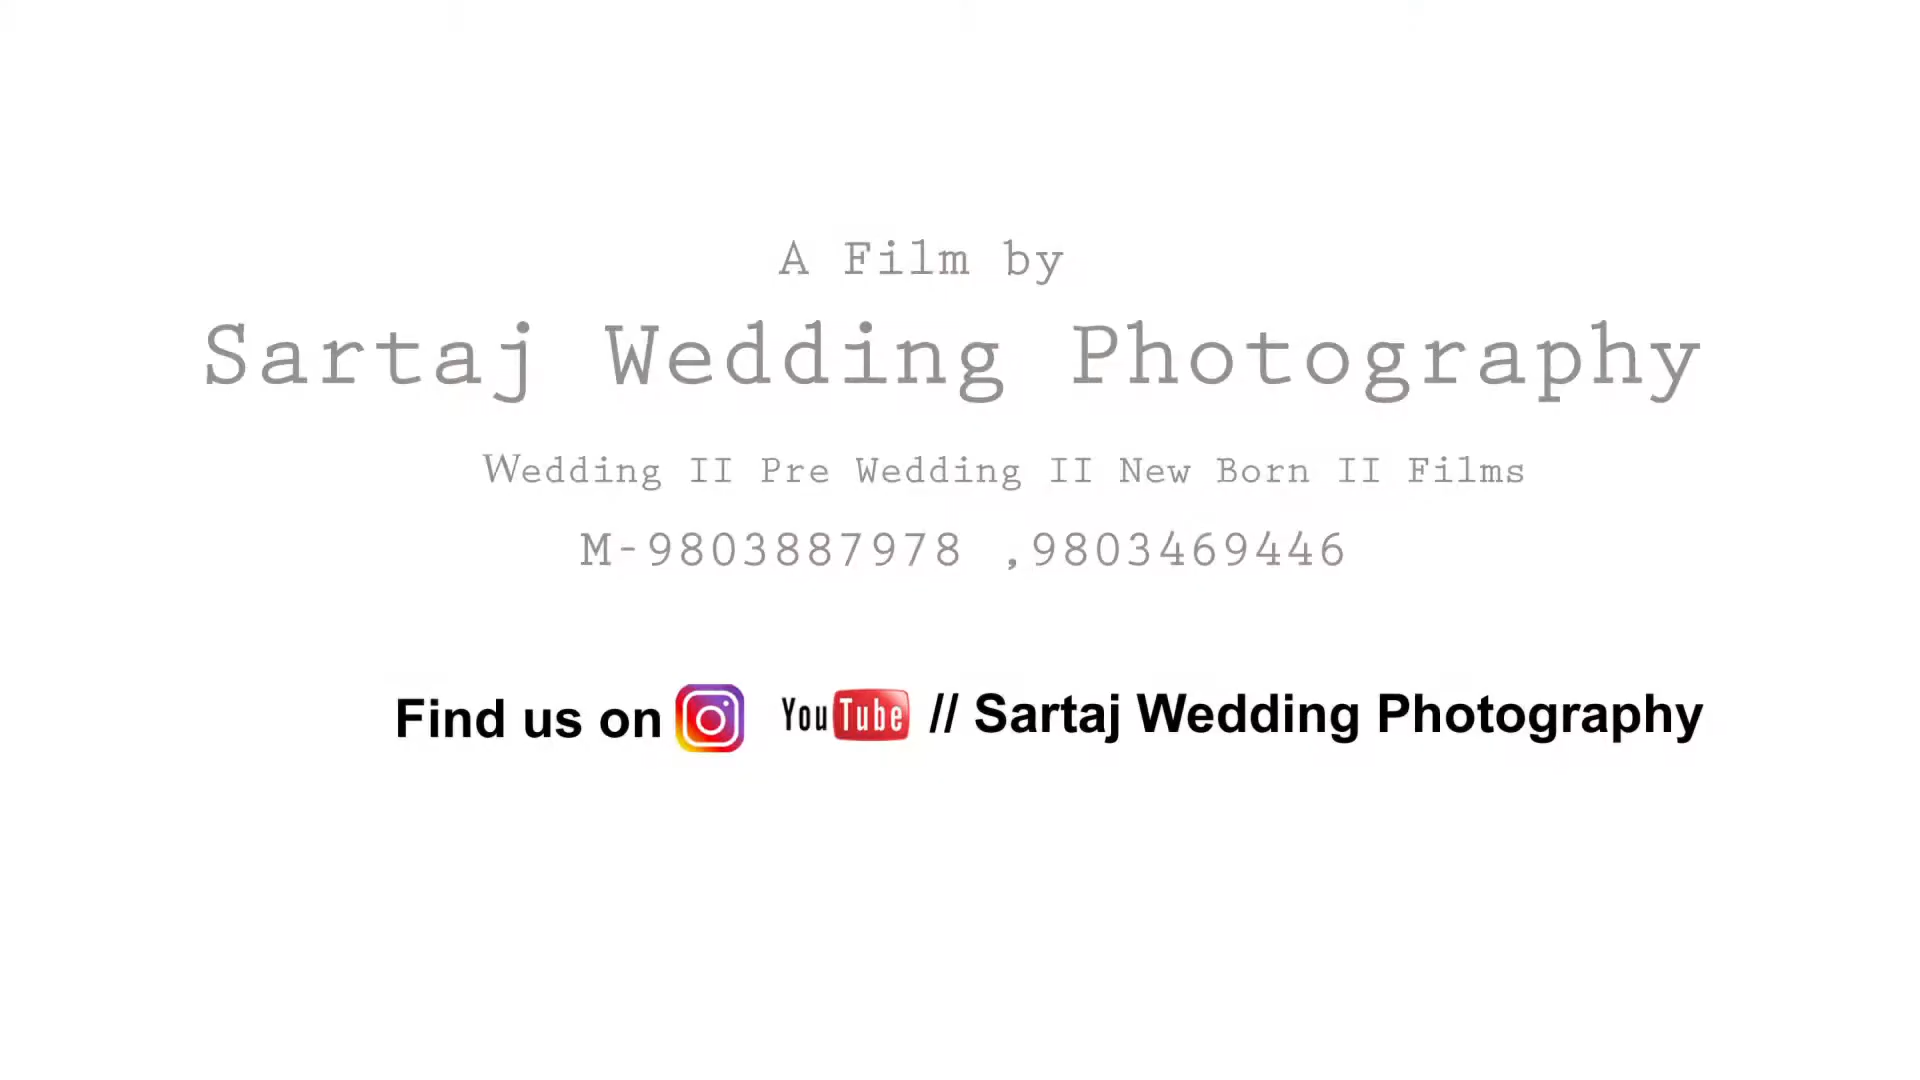 A Film by
Sartaj Wedding Photography
Wedding II Pre Wedding II New Born II Films
M-9803887978 ,9803469446
Find us on YouTube // Sartaj Wedding Photography